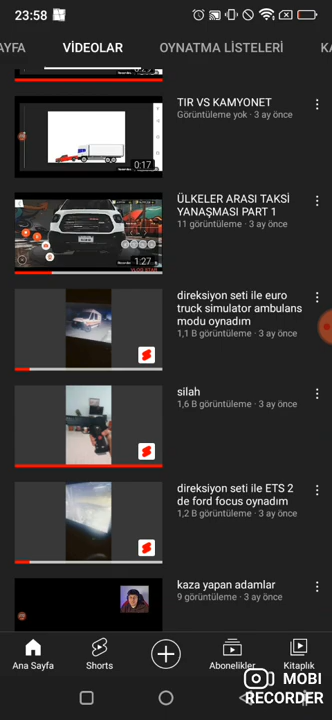 23:58
AYFA
VİDEOLAR
OYNATMA LİSTELERİ
TIR VS KAMYONET
Görüntüleme yok · 3 ay önce
0:17
ÜLKELER ARASI TAKSİ
YANAŞMASI PART 1
11 görüntüleme · 3 ay önce
1:27
direksiyon seti ile euro
truck simulator ambulans
modu oynadım
1,1 B görüntüleme · 3 ay önce
silah
1,6 B görüntüleme · 3 ay önce
direksiyon seti ile ETS 2
de ford focus oynadım
1,2 B görüntüleme · 3 ay önce
kaza yapan adamlar
9 görüntüleme · 3 ay önce
Ana Sayfa
Shorts
Abonelikler
Kitaplık
MOBI
RECORDER